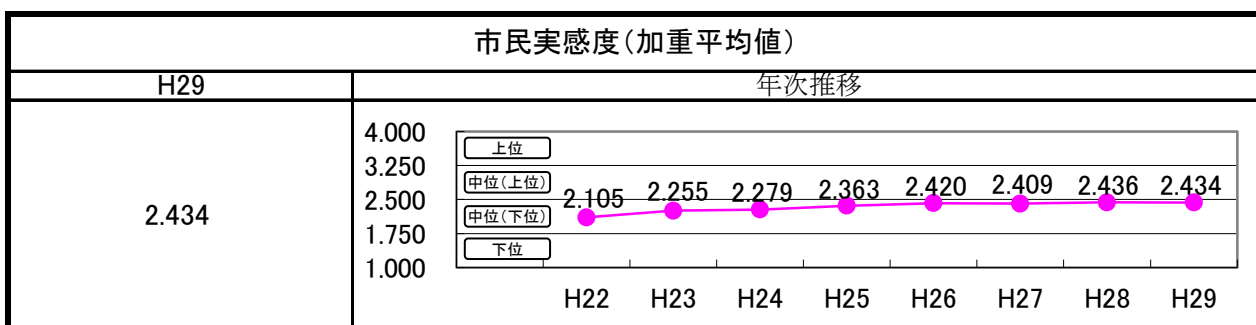 市民実感度(加重平均値)
H29
年次推移
2.434
4.000
3.250
2.500
1.750
1.000
上位
中位(上位)
中位(下位)
下位
2.105 2.255 2.279 2.363 2.420 2.409 2.436 2.434
H22 H23 H24 H25 H26 H27 H28 H29